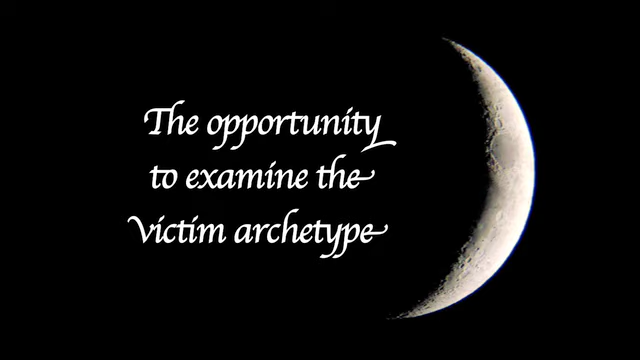 The opportunity
to examine the
Victim archetype